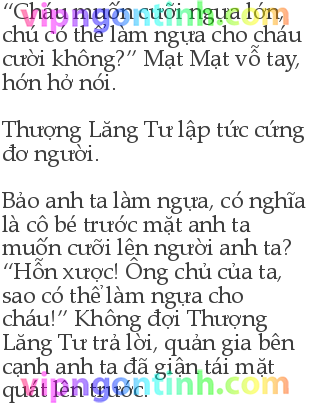 vipngontinh.com
“Cháu muốn cưỡi ngựa lớn,
chú có thể làm ngựa cho cháu
cười không?” Mạt Mạt vỗ tay,
hớn hở nói.
Thượng Lăng Tư lập tức cứng
đơ người.
Bảo anh ta làm ngựa, có nghĩa
là cô bé trước mặt anh ta
muốn cưỡi lên người anh ta?
“Hỗn xược! Ông chủ của ta,
sao có thể làm ngựa cho
cháu!” Không đợi Thượng
Lăng Tư trả lời, quản gia bên
cạnh anh ta đã giận tái mặt
quát lên trước.
vipngontinh.com